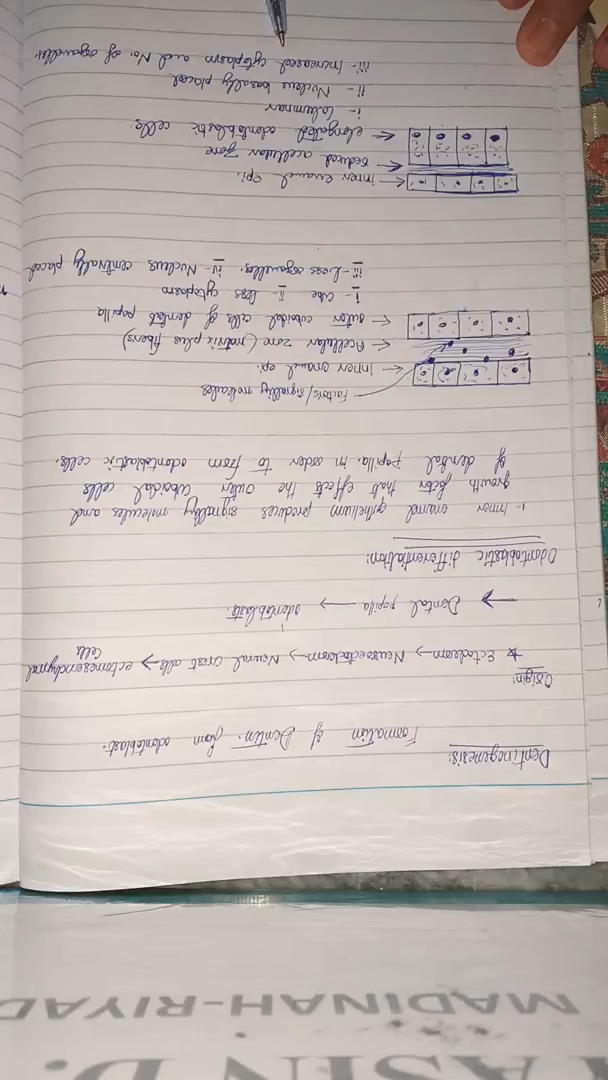 Dentinogenesis:
Formation of Dentin. from odontoblast.
Origin:
☆ Ectoderm → Neuroectoderm → Neural crest cells → ectomesenchymal
cells
→ Dental papilla → odontoblasts.
Odontoblastic differentiation:
1- Inner enamel epithelium produces signalling molecules and
growth factor that effects the outer cuboidal cells
of dental papilla. in order to from odontoblastic cells.
Factors/signalling molecules
Inner enamel epi.
Acellular zone (matrix plus fibers)
outer cuboidal cells of dental papilla
i- cube ii- less cytoplasm
iii- Less organelles. iv- Nucleus centrally placed
inner enamel epi.
reduced acellular zone
elongated odontoblastic cells.
i- Columnar
ii- Nucleus basally placed
iii- Increased cytoplasm and No. of organelles.
MADINAH-RIYAD
ASEN D.